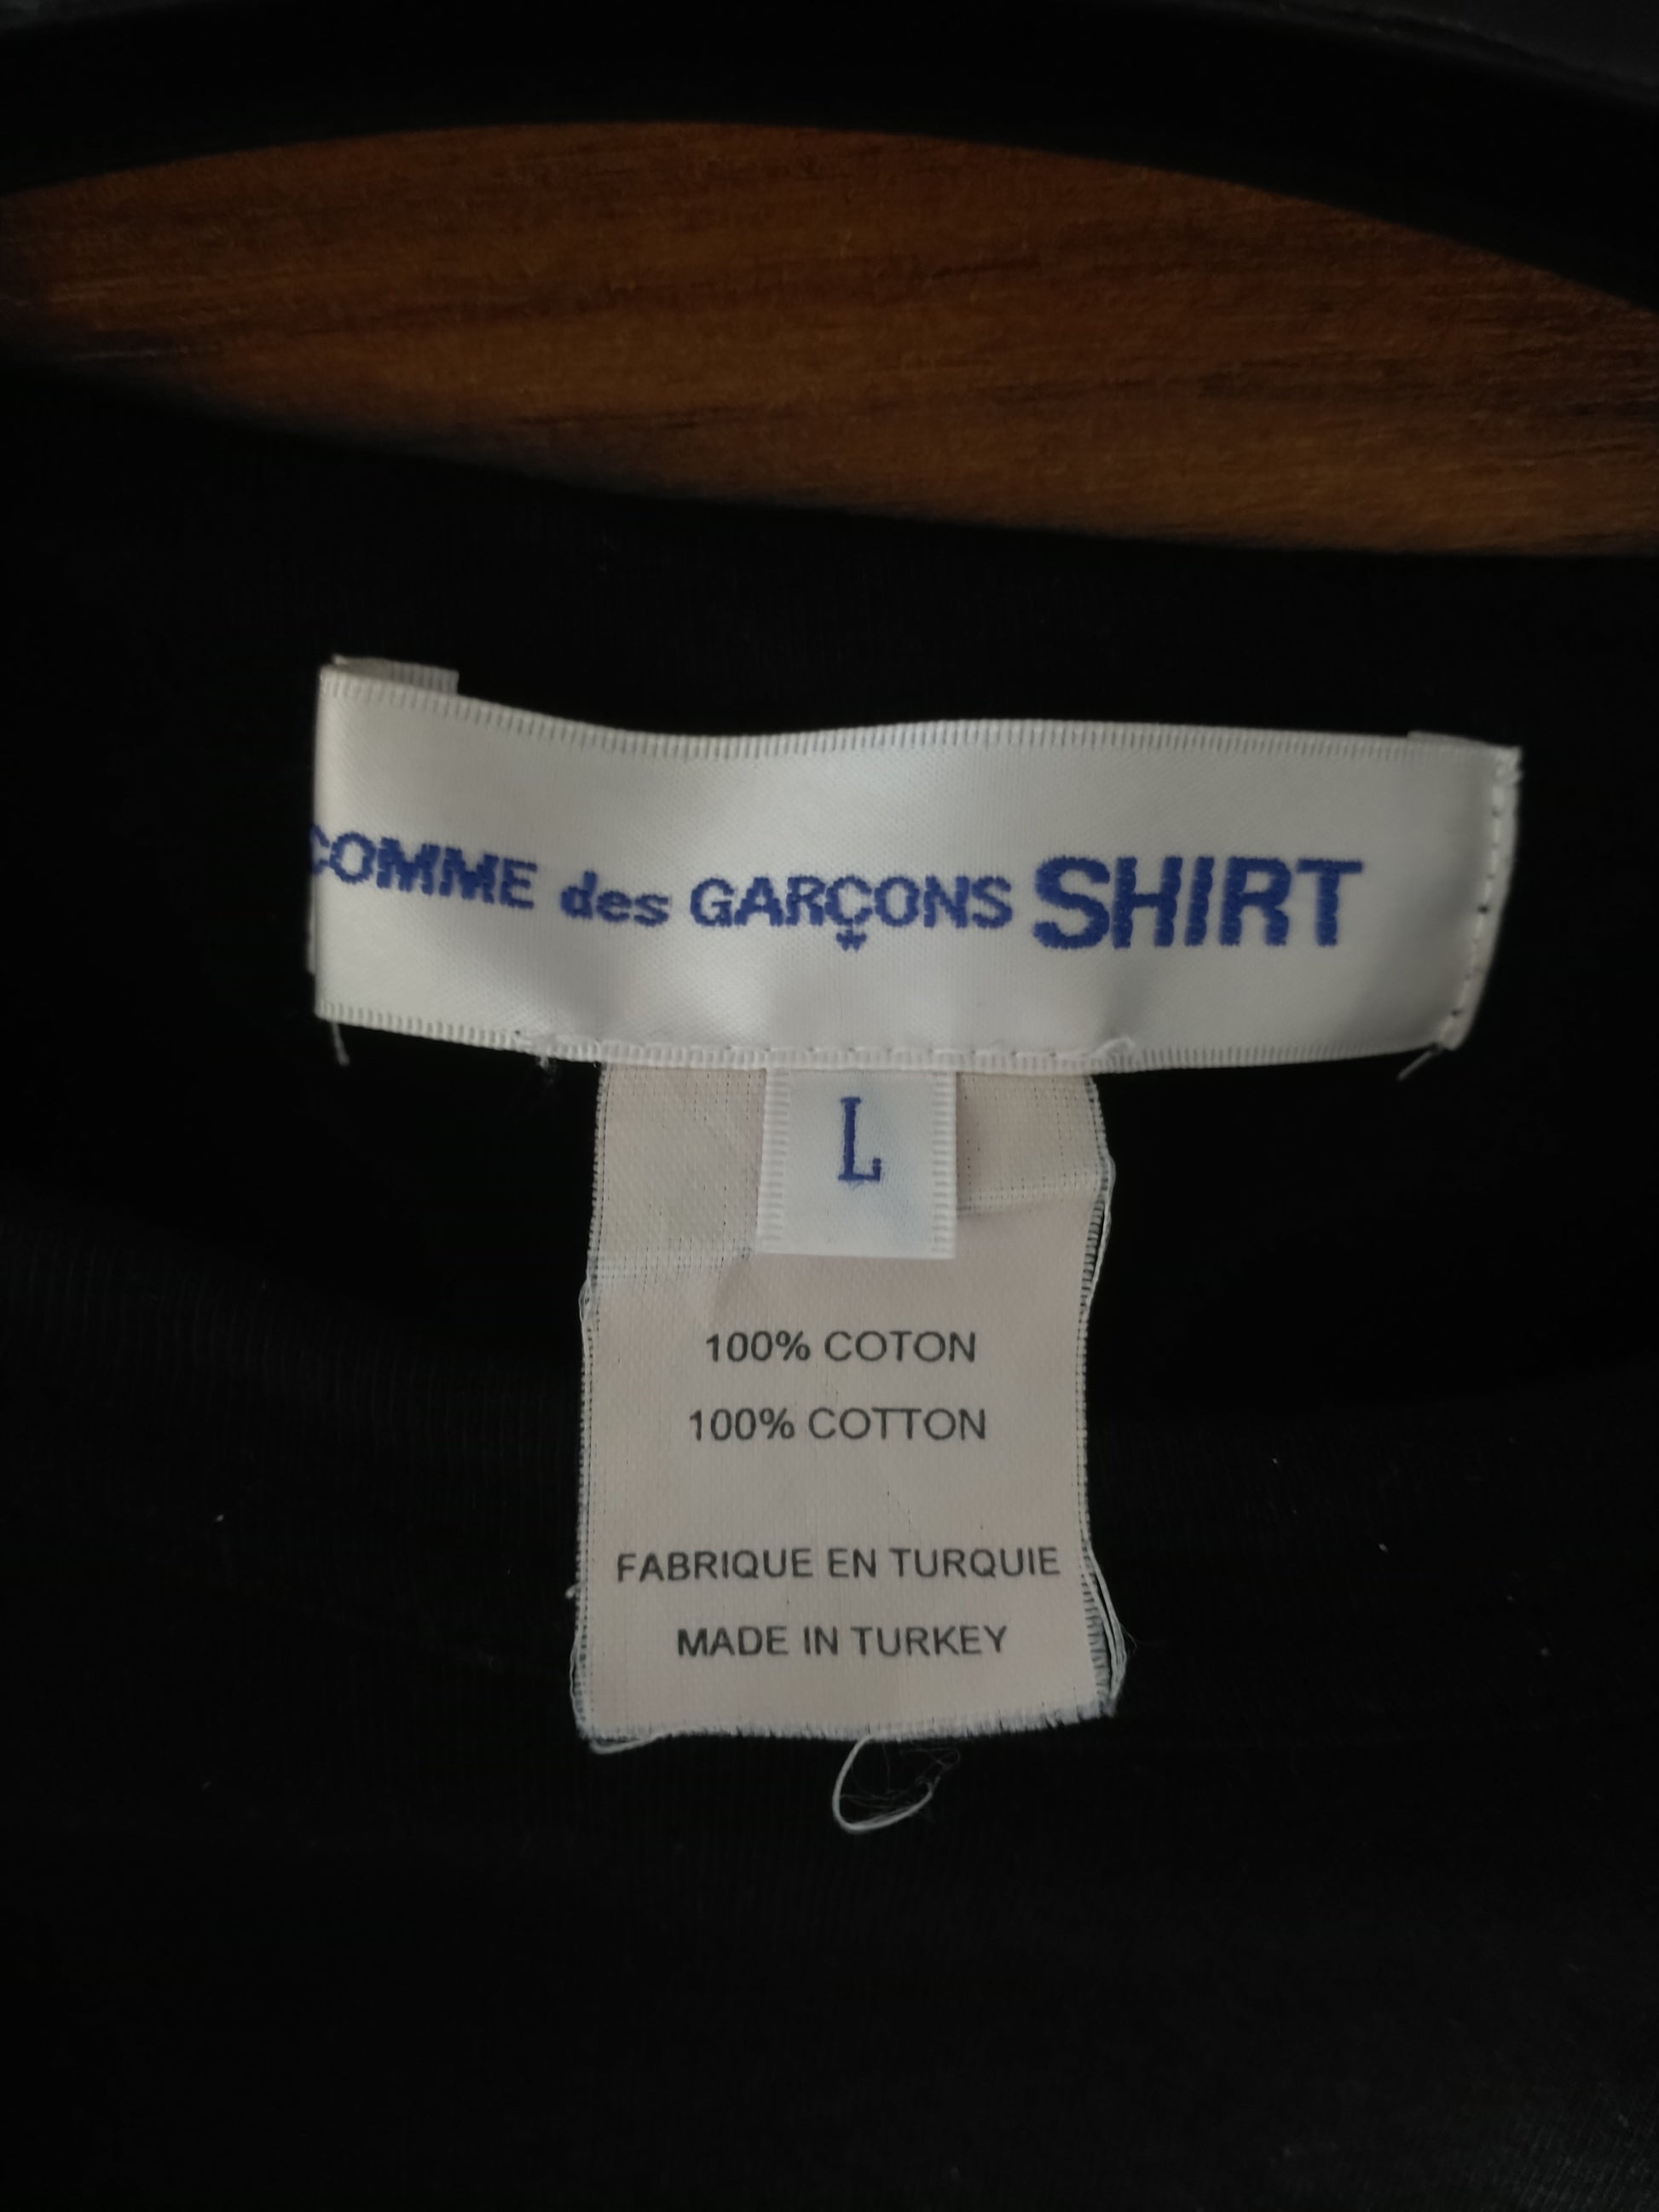 COMME des GARÇONS SHIRT
L
100% COTON
100% COTTON
FABRIQUE EN TURQUIE
MADE IN TURKEY